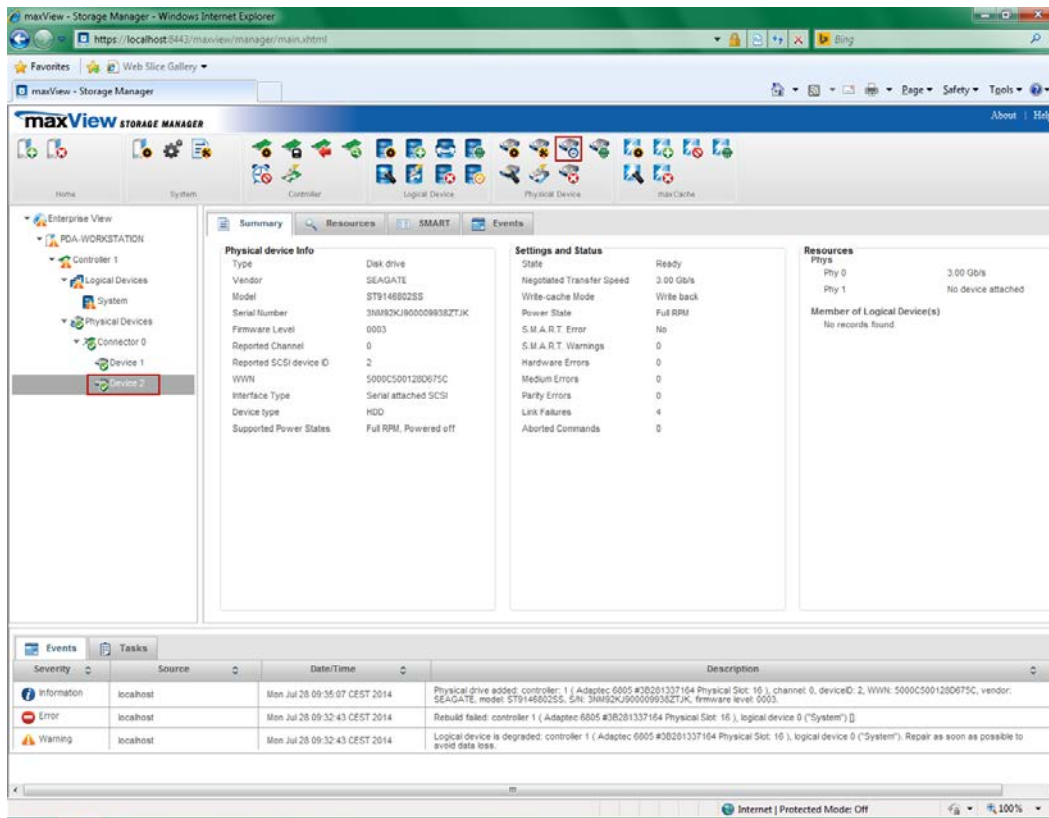 maxView - Storage Manager - Windows Internet Explorer
https://localhost:8443/maxview/manager/main.xhtml
Bing
Favorites
Web Slice Gallery
maxView - Storage Manager
Page Safety Tools
maxView STORAGE MANAGER
About | Help
Home
System
Controller
Logical Device
Physical Device
maxCache
Enterprise View
PDA-WORKSTATION
Controller 1
Logical Devices
System
Physical Devices
Connector 0
Device 1
Device 2
Summary
Resources
SMART
Events
Physical device Info
Type Disk drive
Vendor SEAGATE
Model ST9146802SS
Serial Number 3NM92KJ900009938ZTJK
Firmware Level 0003
Reported Channel 0
Reported SCSI device ID 2
WWN 5000C500128D675C
Interface Type Serial attached SCSI
Device type HDD
Supported Power States Full RPM, Powered off
Settings and Status
State Ready
Negotiated Transfer Speed 3.00 Gb/s
Write-cache Mode Write back
Power State Full RPM
S.M.A.R.T. Error No
S.M.A.R.T. Warnings 0
Hardware Errors 0
Medium Errors 0
Parity Errors 0
Link Failures 4
Aborted Commands 0
Resources
Phys
Phy 0 3.00 Gb/s
Phy 1 No device attached
Member of Logical Device(s)
No records found.
Events
Tasks
Severity Source Date/Time Description
Information localhost Mon Jul 28 09:35:07 CEST 2014 Physical drive added: controller: 1 ( Adaptec 6805 #3B281337164 Physical Slot: 16 ), channel: 0, deviceID: 2, WWN: 5000C500128D675C, vendor:
SEAGATE, model: ST9146802SS, S/N: 3NM92KJ900009938ZTJK, firmware level: 0003.
Error localhost Mon Jul 28 09:32:43 CEST 2014 Rebuild failed: controller 1 ( Adaptec 6805 #3B281337164 Physical Slot: 16 ), logical device 0 ("System") [].
Warning localhost Mon Jul 28 09:32:43 CEST 2014 Logical device is degraded: controller 1 ( Adaptec 6805 #3B281337164 Physical Slot: 16 ), logical device 0 ("System"). Repair as soon as possible to
avoid data loss.
Internet | Protected Mode: Off
100%